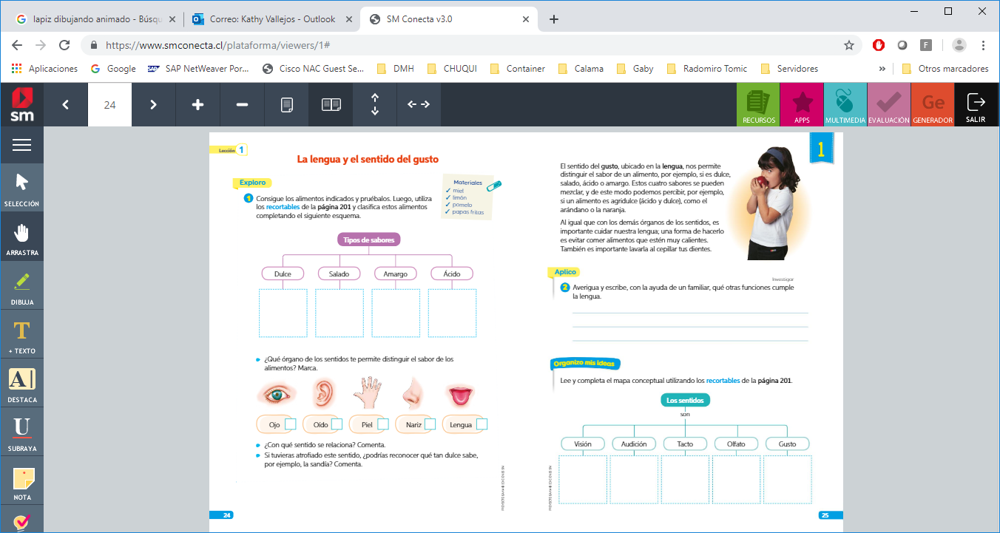 lapiz dibujando animado - Búsqu
Correo: Kathy Vallejos - Outlook
SM Conecta v3.0
https://www.smconecta.cl/plataforma/viewers/1#
Aplicaciones
Google
SAP NetWeaver Por...
Cisco NAC Guest Se...
DMH
CHUQUI
Container
Calama
Gaby
Radomiro Tomic
Servidores
»
Otros marcadores
sm
24
RECURSOS
APPS
MULTIMEDIA
EVALUACIÓN
Ge
GENERADOR
SALIR
SELECCIÓN
ARRASTRA
DIBUJA
T
+ TEXTO
A
DESTACA
U
SUBRAYA
NOTA
Lección 1
La lengua y el sentido del gusto
Exploro
1 Consigue los alimentos indicados y pruébalos. Luego, utiliza
los recortables de la página 201 y clasifica estos alimentos
completando el siguiente esquema.
Materiales
✓ miel
✓ limón
✓ pomelo
✓ papas fritas
Tipos de sabores
Dulce
Salado
Amargo
Ácido
• ¿Qué órgano de los sentidos te permite distinguir el sabor de los
alimentos? Marca.
Ojo
Oído
Piel
Nariz
Lengua
• ¿Con qué sentido se relaciona? Comenta.
• Si tuvieras atrofiado este sentido, ¿podrías reconocer qué tan dulce sabe,
por ejemplo, la sandía? Comenta.
24
1
El sentido del gusto, ubicado en la lengua, nos permite
distinguir el sabor de un alimento, por ejemplo, si es dulce,
salado, ácido o amargo. Estos cuatro sabores se pueden
mezclar, y de este modo podemos percibir, por ejemplo,
si un alimento es agridulce (ácido y dulce), como el
arándano o la naranja.
Al igual que con los demás órganos de los sentidos, es
importante cuidar nuestra lengua; una forma de hacerlo
es evitar comer alimentos que estén muy calientes.
También es importante lavarla al cepillar tus dientes.
Aplico
Investigar
2 Averigua y escribe, con la ayuda de un familiar, qué otras funciones cumple
la lengua.
Organizo mis ideas
Lee y completa el mapa conceptual utilizando los recortables de la página 201.
Los sentidos
son
Visión
Audición
Tacto
Olfato
Gusto
25